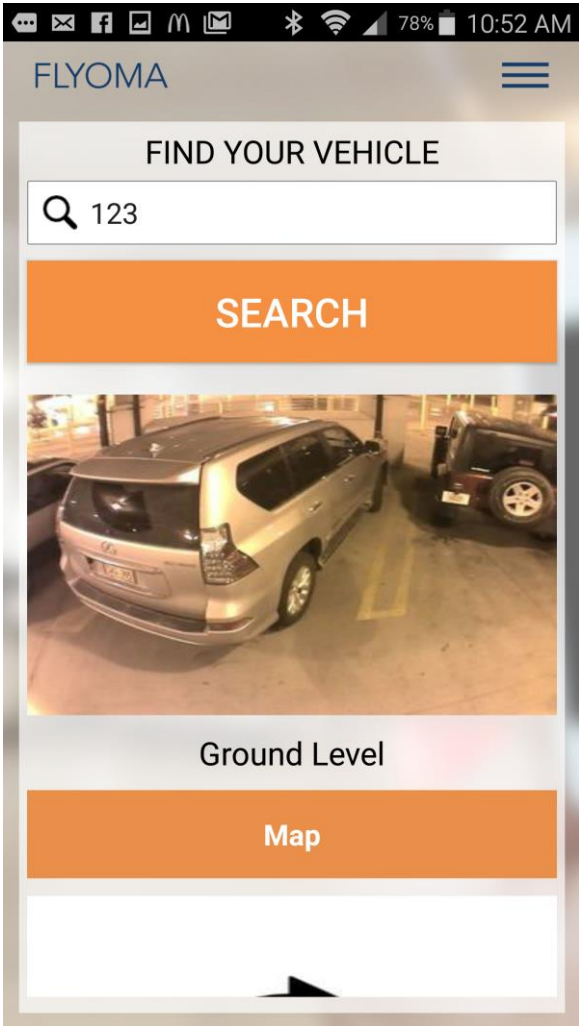 78% 10:52 AM
FLYOMA
FIND YOUR VEHICLE
123
SEARCH
Ground Level
Map